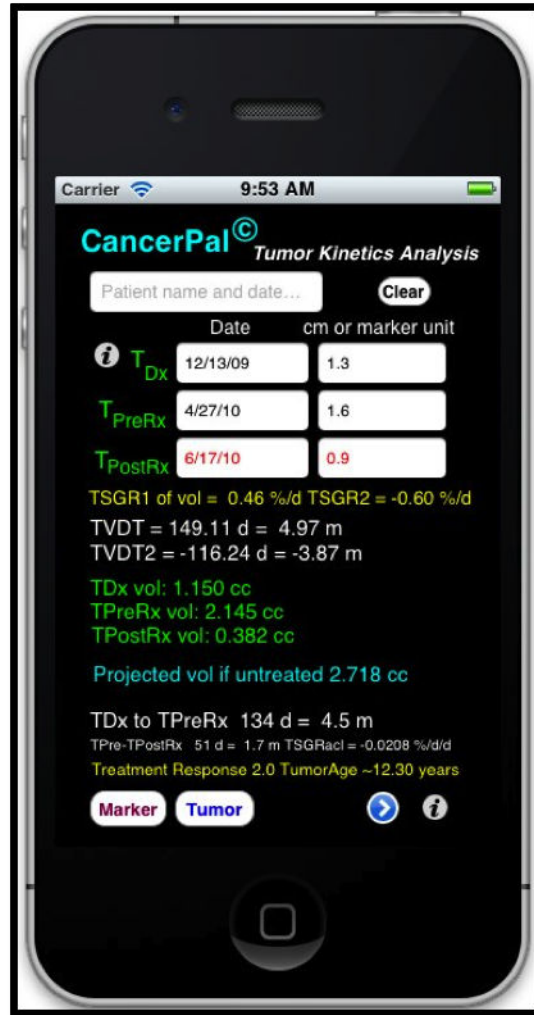 Carrier 9:53 AM
CancerPal© Tumor Kinetics Analysis
Patient name and date... Clear
Date cm or marker unit
i TDx 12/13/09 1.3
TPreRx 4/27/10 1.6
TPostRx 6/17/10 0.9
TSGR1 of vol = 0.46 %/d TSGR2 = -0.60 %/d
TVDT = 149.11 d = 4.97 m
TVDT2 = -116.24 d = -3.87 m
TDx vol: 1.150 cc
TPreRx vol: 2.145 cc
TPostRx vol: 0.382 cc
Projected vol if untreated 2.718 cc
TDx to TPreRx 134 d = 4.5 m
TPre-TPostRx 51 d = 1.7 m TSGRacl = -0.0208 %/d/d
Treatment Response 2.0 TumorAge ~12.30 years
Marker Tumor i